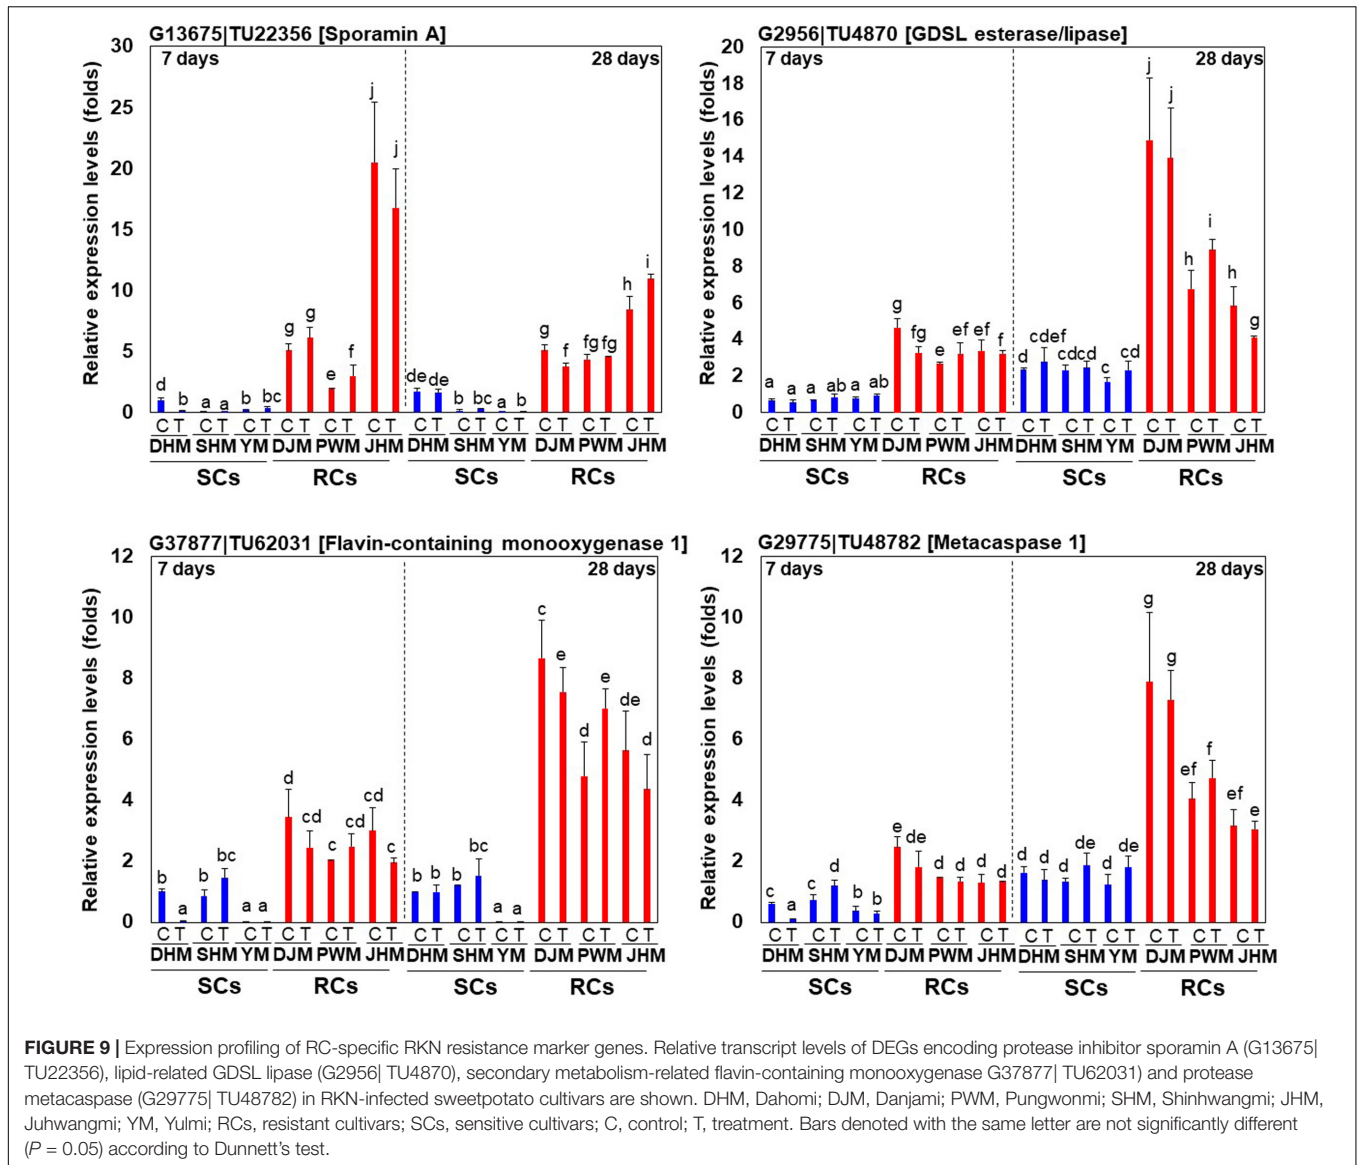 G13675|TU22356 [Sporamin A]
7 days
28 days
Relative expression levels (folds)
30
25
20
15
10
5
0
d b a a b bc g g e f j j de de b bc a b g f fg fg h i
C T C T C T C T C T C T C T C T C T C T C T C T
DHM SHM YM DJM PWM JHM DHM SHM YM DJM PWM JHM
SCs RCs SCs RCs
G2956|TU4870 [GDSL esterase/lipase]
7 days
28 days
Relative expression levels (folds)
20
18
16
14
12
10
8
6
4
2
0
a a a ab a ab g fg e ef ef f d cdef cd cd c cd j j h i h g
C T C T C T C T C T C T C T C T C T C T C T C T
DHM SHM YM DJM PWM JHM DHM SHM YM DJM PWM JHM
SCs RCs SCs RCs
G37877|TU62031 [Flavin-containing monooxygenase 1]
7 days
28 days
Relative expression levels (folds)
12
10
8
6
4
2
0
b a b bc a a d cd c cd cd c b b b bc a a c e d e de d
C T C T C T C T C T C T C T C T C T C T C T C T
DHM SHM YM DJM PWM JHM DHM SHM YM DJM PWM JHM
SCs RCs SCs RCs
G29775|TU48782 [Metacaspase 1]
7 days
28 days
Relative expression levels (folds)
12
10
8
6
4
2
0
c a c d b b e de d d d d d d d de d de g g ef f ef e
C T C T C T C T C T C T C T C T C T C T C T C T
DHM SHM YM DJM PWM JHM DHM SHM YM DJM PWM JHM
SCs RCs SCs RCs
FIGURE 9 | Expression profiling of RC-specific RKN resistance marker genes. Relative transcript levels of DEGs encoding protease inhibitor sporamin A (G13675|
TU22356), lipid-related GDSL lipase (G2956| TU4870), secondary metabolism-related flavin-containing monooxygenase G37877| TU62031) and protease
metacaspase (G29775| TU48782) in RKN-infected sweetpotato cultivars are shown. DHM, Dahomi; DJM, Danjami; PWM, Pungwonmi; SHM, Shinhwangmi; JHM,
Juhwangmi; YM, Yulmi; RCs, resistant cultivars; SCs, sensitive cultivars; C, control; T, treatment. Bars denoted with the same letter are not significantly different
(P = 0.05) according to Dunnett's test.